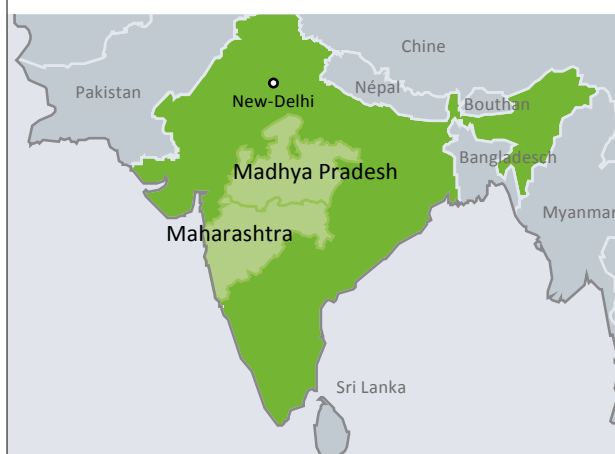 Chine
Pakistan
Népal
New-Delhi
Bouthan
Bangladesch
Madhya Pradesh
Myanmar
Maharashtra
Sri Lanka